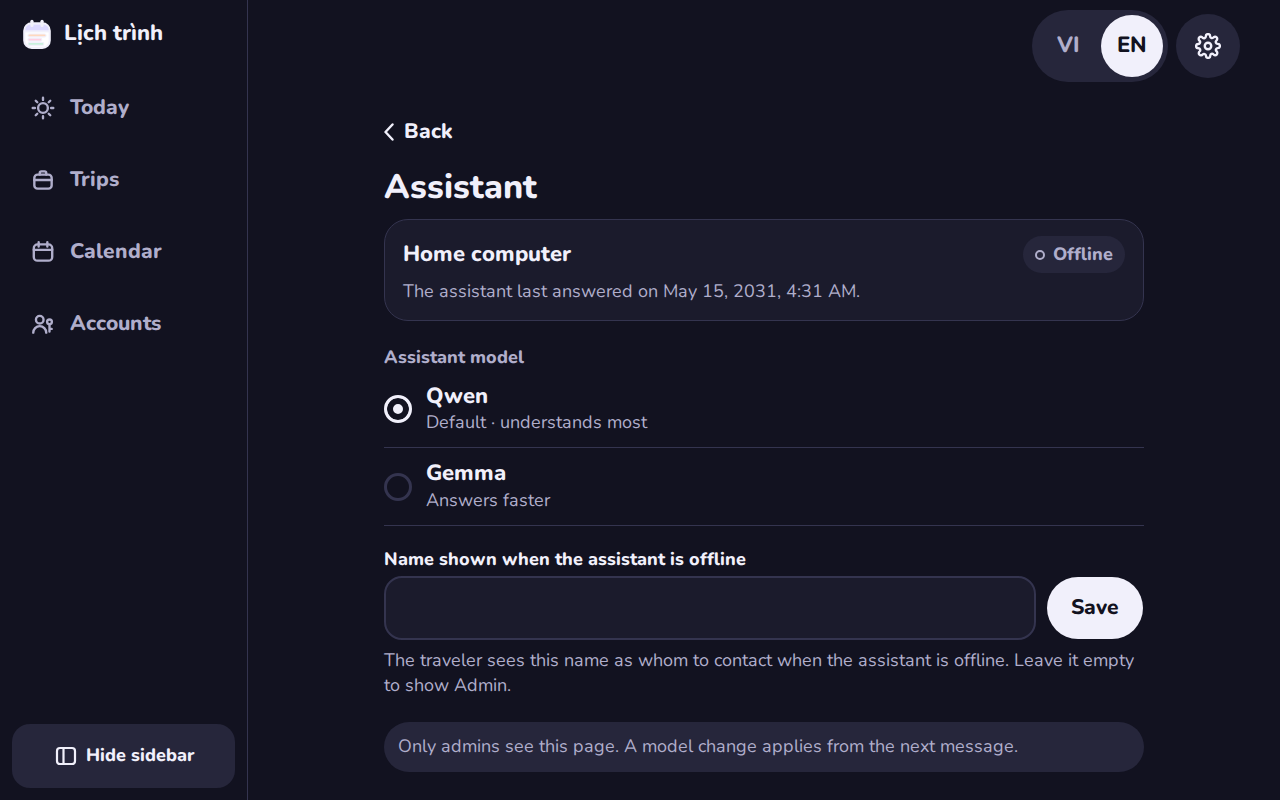 Lịch trình
VI
EN
Today
Trips
Calendar
Accounts
Back
Assistant
Home computer
Offline
The assistant last answered on May 15, 2031, 4:31 AM.
Assistant model
Qwen
Default · understands most
Gemma
Answers faster
Name shown when the assistant is offline
Save
The traveler sees this name as whom to contact when the assistant is offline. Leave it empty
to show Admin.
Only admins see this page. A model change applies from the next message.
Hide sidebar